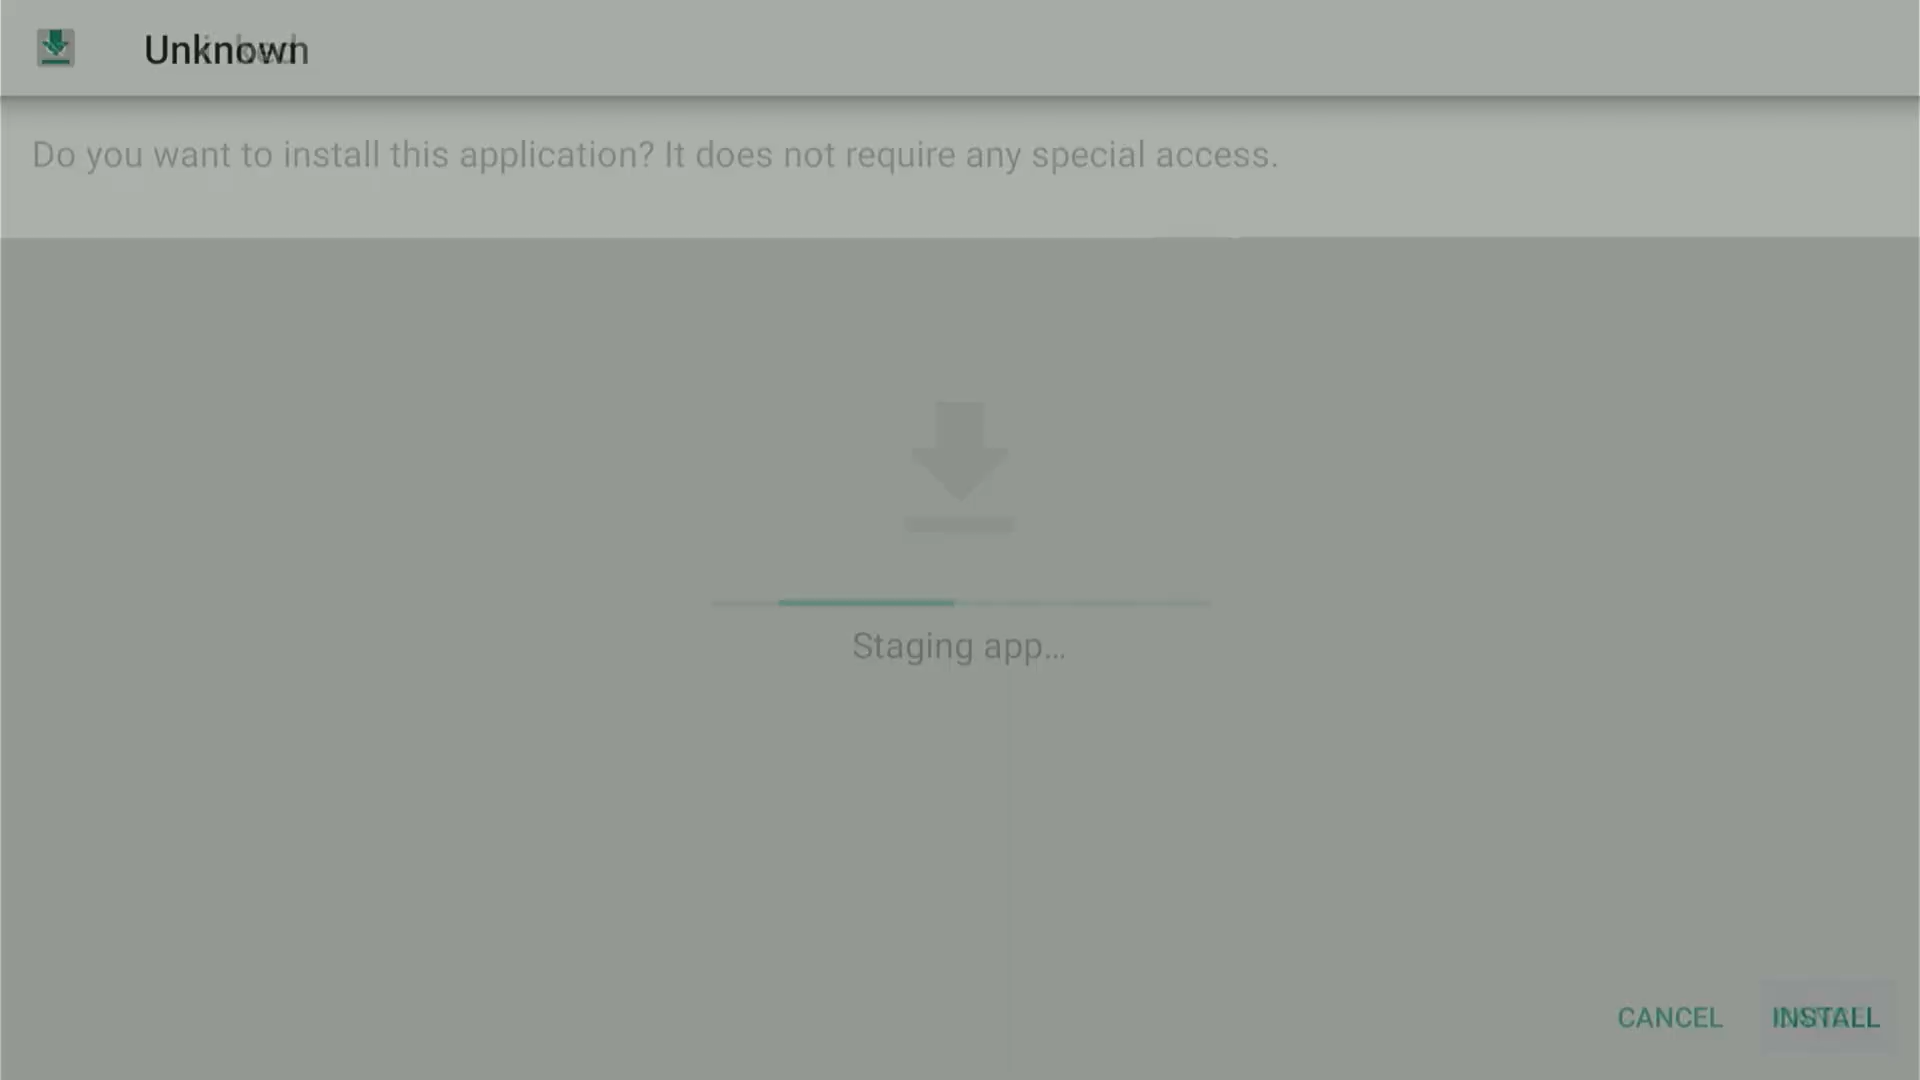 Unknown
Do you want to install this application? It does not require any special access.
Staging app...
CANCEL INSTALL